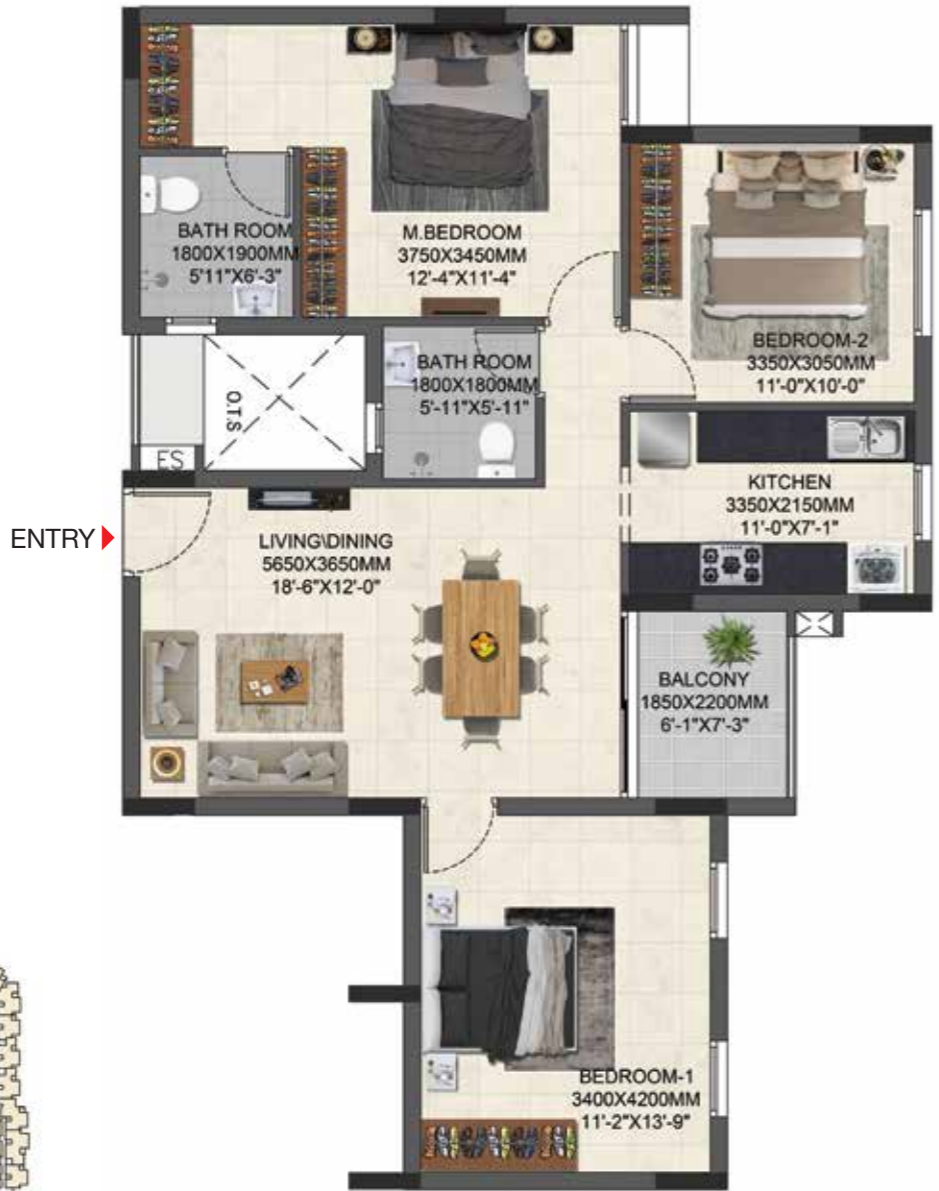 BATH ROOM
1800X1900MM
5'11"X6'-3"
M.BEDROOM
3750X3450MM
12'-4"X11'-4"
BEDROOM-2
3350X3050MM
11'-0"X10'-0"
BATH ROOM
1800X1800MM
5'-11"X5'-11"
O.T.S
ES
KITCHEN
3350X2150MM
11'-0"X7'-1"
ENTRY
LIVING\DINING
5650X3650MM
18'-6"X12'-0"
BALCONY
1850X2200MM
6'-1"X7'-3"
BEDROOM-1
3400X4200MM
11'-2"X13'-9"